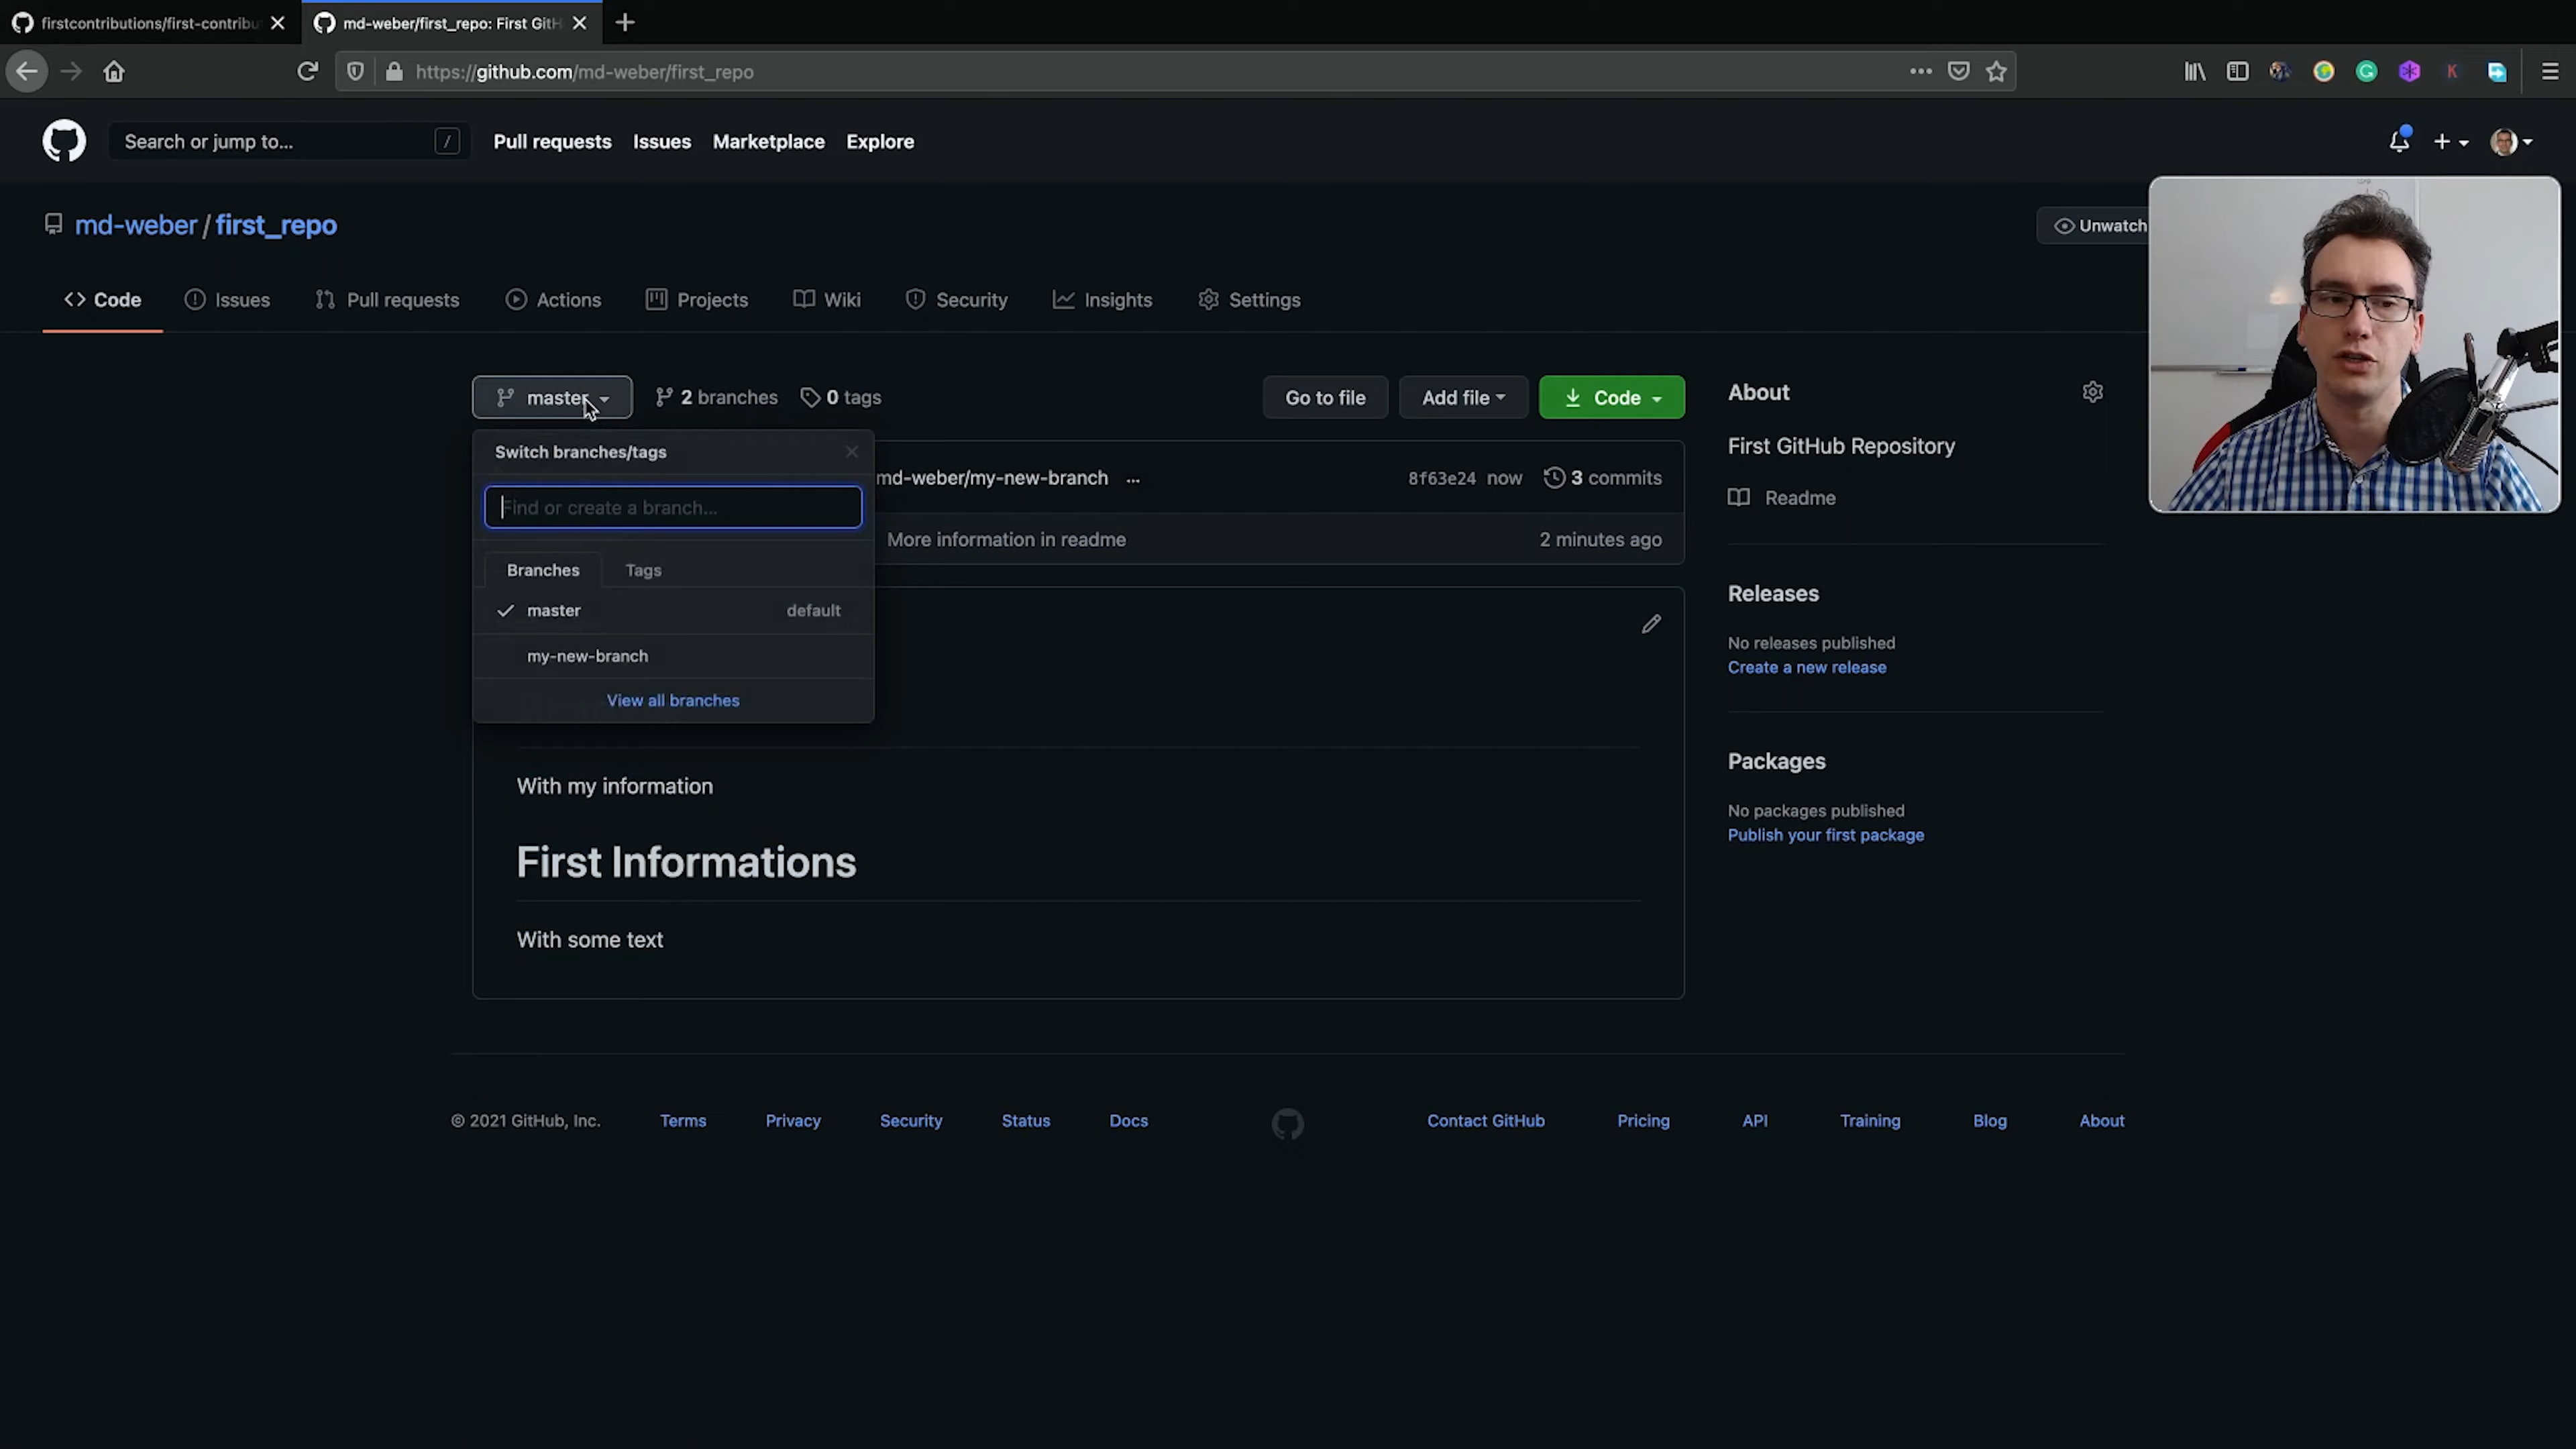 firstcontributions/first-contribu
md-weber/first_repo: First GitH
https://github.com/md-weber/first_repo
Search or jump to...
/
Pull requests
Issues
Marketplace
Explore
md-weber / first_repo
Unwatch
Code
Issues
Pull requests
Actions
Projects
Wiki
Security
Insights
Settings
master
2 branches
0 tags
Go to file
Add file
Code
Switch branches/tags
Find or create a branch...
Branches
Tags
master
default
my-new-branch
View all branches
md-weber/my-new-branch
...
8f63e24 now
3 commits
More information in readme
2 minutes ago
With my information
First Informations
With some text
About
First GitHub Repository
Readme
Releases
No releases published
Create a new release
Packages
No packages published
Publish your first package
© 2021 GitHub, Inc.
Terms
Privacy
Security
Status
Docs
Contact GitHub
Pricing
API
Training
Blog
About